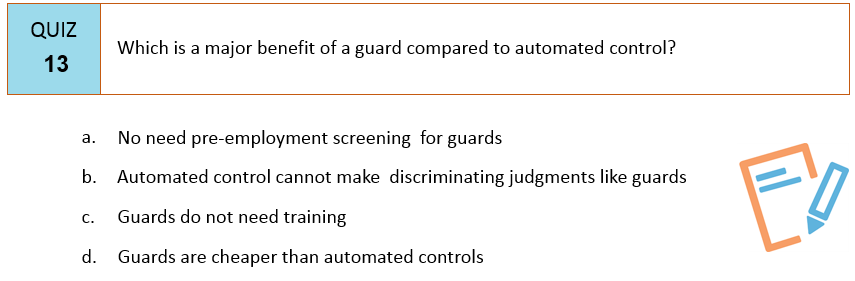 QUIZ
13
Which is a major benefit of a guard compared to automated control?
a. No need pre-employment screening for guards
b. Automated control cannot make discriminating judgments like guards
c. Guards do not need training
d. Guards are cheaper than automated controls